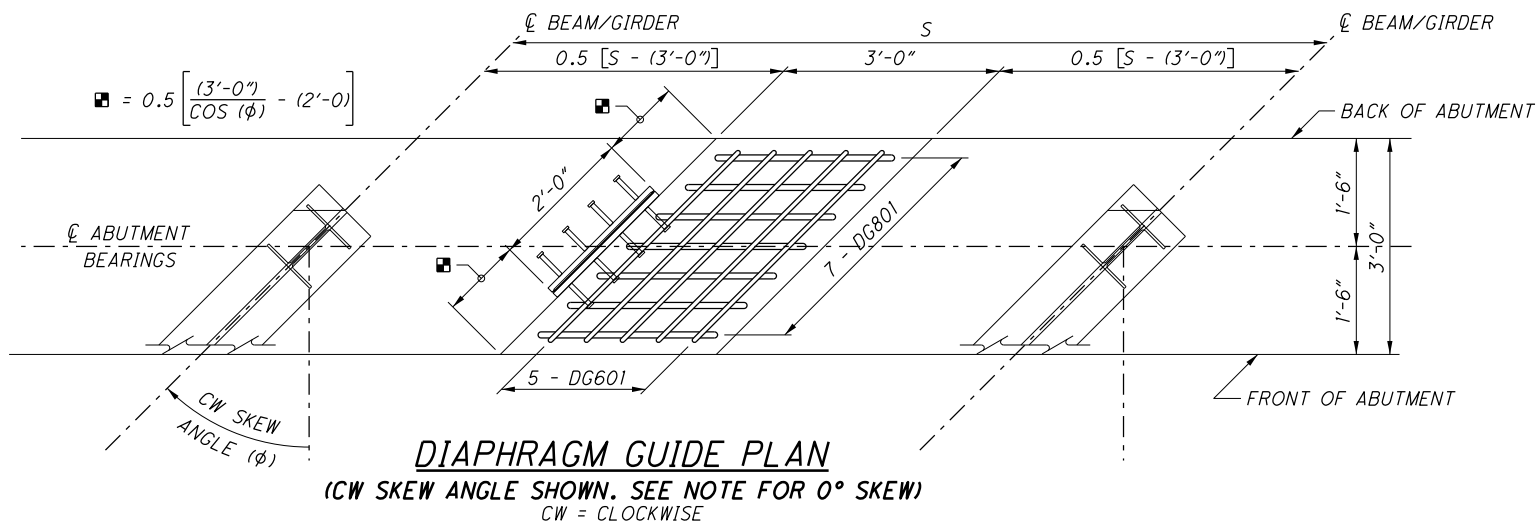 ℄ BEAM/GIRDER
℄ BEAM/GIRDER
S
0.5 [S - (3'-0")]
3'-0"
0.5 [S - (3'-0")]
= 0.5 [(3'-0") / COS (ϕ) - (2'-0)]
BACK OF ABUTMENT
2'-0"
1'-6"
℄ ABUTMENT
BEARINGS
7 - DG801
3'-0"
1'-6"
5 - DG601
FRONT OF ABUTMENT
CW SKEW
ANGLE (ϕ)
DIAPHRAGM GUIDE PLAN
(CW SKEW ANGLE SHOWN. SEE NOTE FOR 0° SKEW)
CW = CLOCKWISE